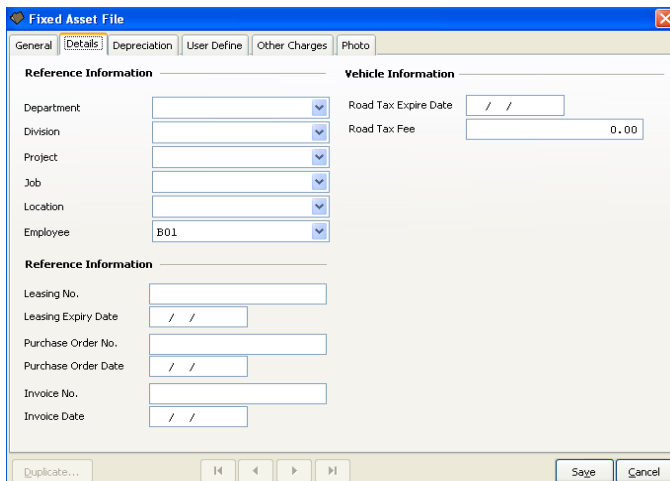 Fixed Asset File
General Details Depreciation User Define Other Charges Photo
Reference Information
Department
Division
Project
Job
Location
Employee B01
Reference Information
Leasing No.
Leasing Expiry Date / /
Purchase Order No.
Purchase Order Date / /
Invoice No.
Invoice Date / /
Vehicle Information
Road Tax Expire Date / /
Road Tax Fee 0.00
Duplicate... Save Cancel